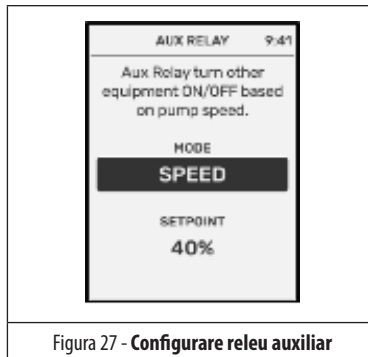 AUX RELAY 9:41
Aux Relay turn other
equipment ON/OFF based
on pump speed.
MODE
SPEED
SETPOINT
40%
Figura 27 - Configurare releu auxiliar